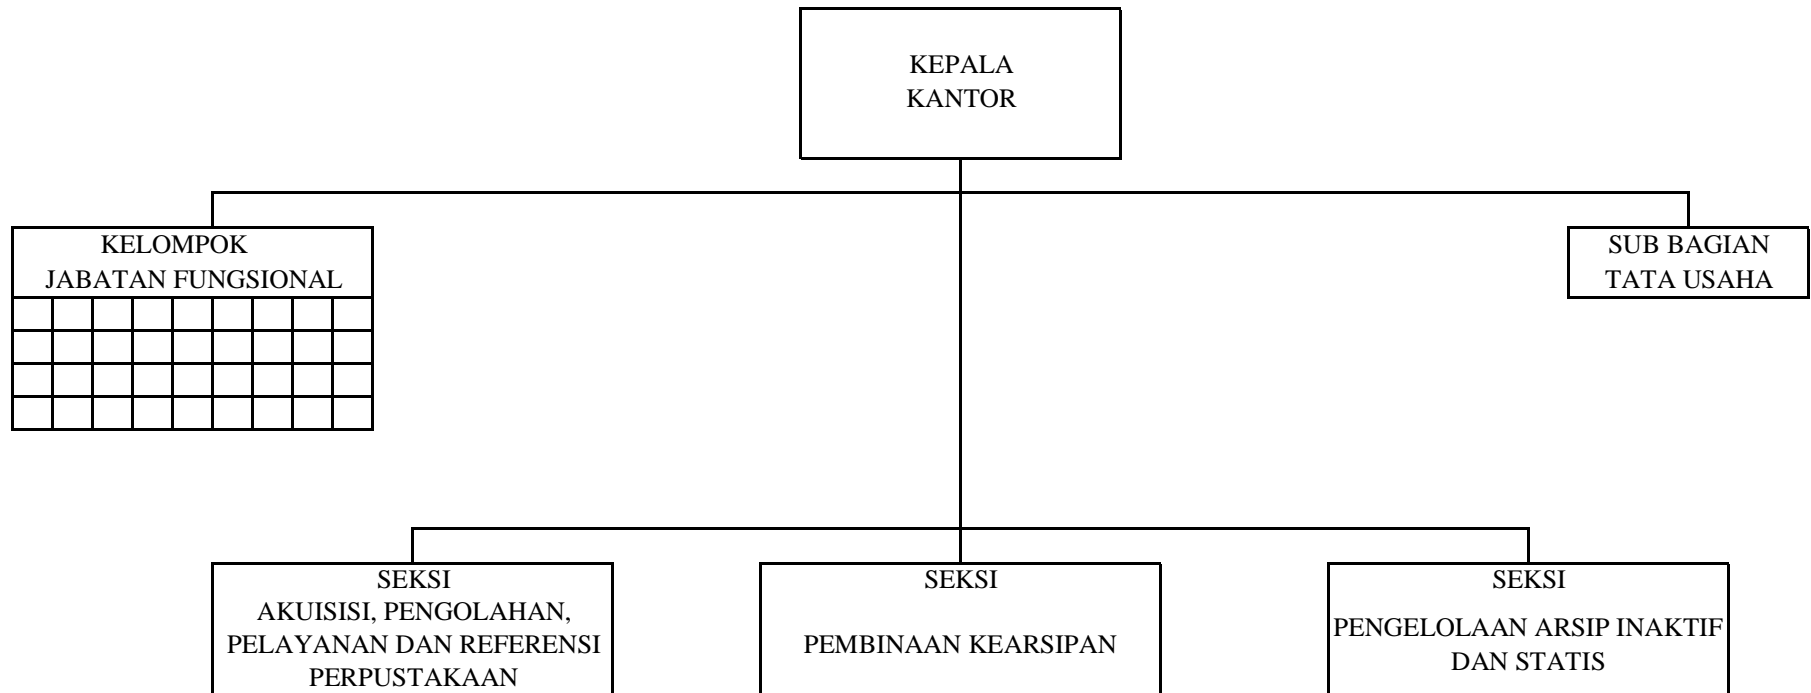 KEPALA
KANTOR
KELOMPOK
JABATAN FUNGSIONAL
SUB BAGIAN
TATA USAHA
SEKSI
AKUISISI, PENGOLAHAN,
PELAYANAN DAN REFERENSI
PERPUSTAKAAN
SEKSI
PEMBINAAN KEARSIPAN
SEKSI
PENGELOLAAN ARSIP INAKTIF
DAN STATIS